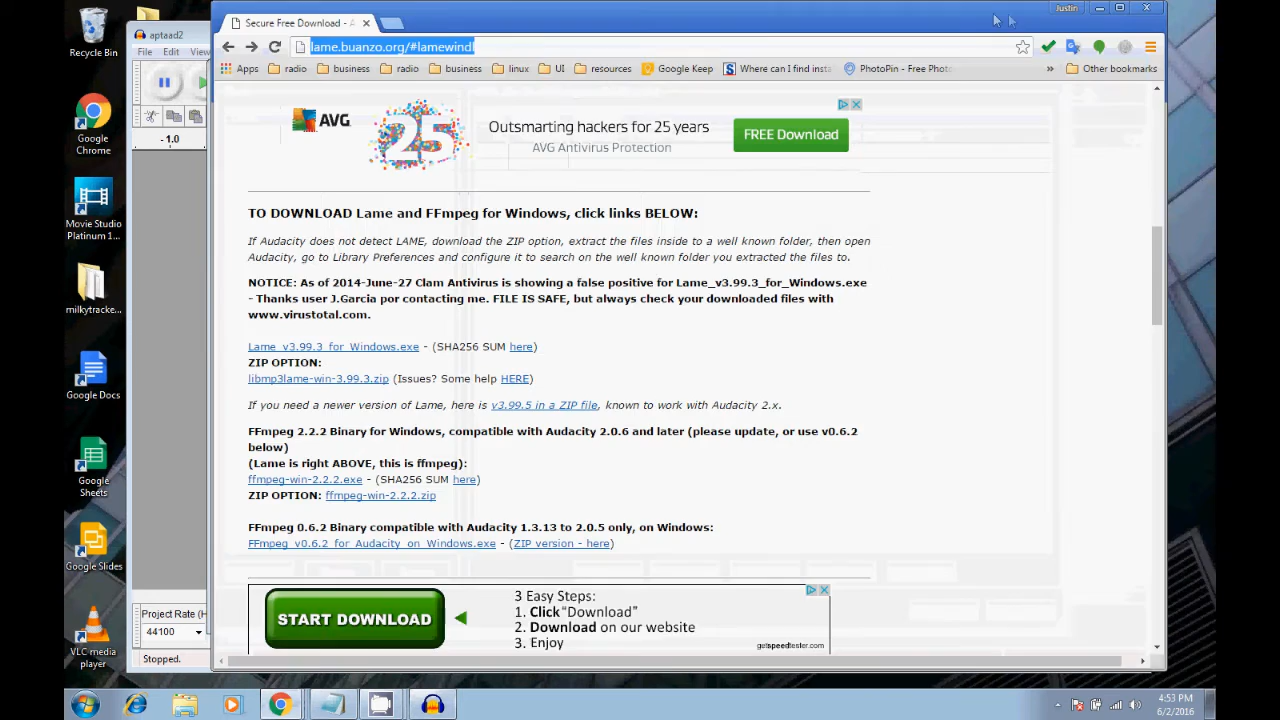 Recycle Bin
Google Chrome
Movie Studio Platinum 1...
milkytracke...
Google Docs
Google Sheets
Google Slides
VLC media player
aptaad2
File Edit View
- 1.0
Project Rate (H
44100
Stopped.
Secure Free Download - A
Justin
lame.buanzo.org/#lamewindl
Apps radio business radio business linux UI resources Google Keep Where can I find insta PhotoPin - Free Photo » Other bookmarks
AVG
25
Outsmarting hackers for 25 years
AVG Antivirus Protection
FREE Download
TO DOWNLOAD Lame and FFmpeg for Windows, click links BELOW:
If Audacity does not detect LAME, download the ZIP option, extract the files inside to a well known folder, then open
Audacity, go to Library Preferences and configure it to search on the well known folder you extracted the files to.
NOTICE: As of 2014-June-27 Clam Antivirus is showing a false positive for Lame_v3.99.3_for_Windows.exe
- Thanks user J.Garcia por contacting me. FILE IS SAFE, but always check your downloaded files with
www.virustotal.com.
Lame_v3.99.3_for_Windows.exe - (SHA256 SUM here)
ZIP OPTION:
libmp3lame-win-3.99.3.zip (Issues? Some help HERE)
If you need a newer version of Lame, here is v3.99.5 in a ZIP file, known to work with Audacity 2.x.
FFmpeg 2.2.2 Binary for Windows, compatible with Audacity 2.0.6 and later (please update, or use v0.6.2
below)
(Lame is right ABOVE, this is ffmpeg):
ffmpeg-win-2.2.2.exe - (SHA256 SUM here)
ZIP OPTION: ffmpeg-win-2.2.2.zip
FFmpeg 0.6.2 Binary compatible with Audacity 1.3.13 to 2.0.5 only, on Windows:
FFmpeg_v0.6.2_for_Audacity_on_Windows.exe - (ZIP version - here)
START DOWNLOAD
3 Easy Steps:
1. Click "Download"
2. Download on our website
3. Enjoy
getspeedtester.com
4:53 PM
6/2/2016